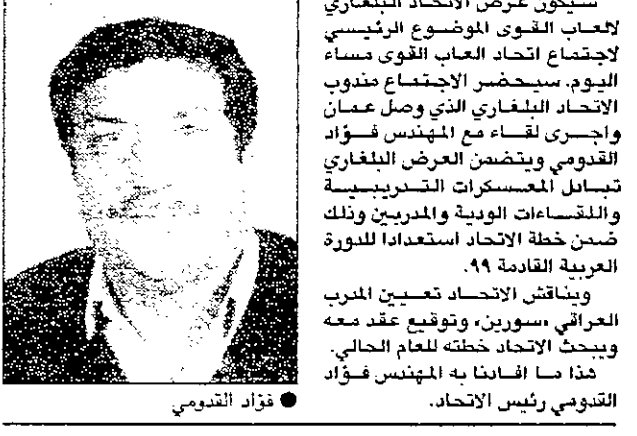 سيكون عرض الاتحاد البلغاري
لالعاب القوى الموضوع الرئيسي
لاجتماع اتحاد العاب القوى مساء
اليوم. سيحضر الاجتماع مندوب
الاتحاد البلغاري الذي وصل عمان
واجرى لقاء مع المهندس فؤاد
القدومي ويتضمن العرض البلغاري
تبادل المعسكرات التدريبية
واللقاءات الودية والمدربين وذلك
ضمن خطة الاتحاد استعدادا للدورة
العربية القادمة ٩٩.
ويناقش الاتحاد تعيين المدرب
العراقي «سورين» وتوقيع عقد معه
ويبحث الاتحاد خطته للعام الحالي.
هذا ما افادنا به المهندس فؤاد
القدومي رئيس الاتحاد.
● فؤاد القدومي